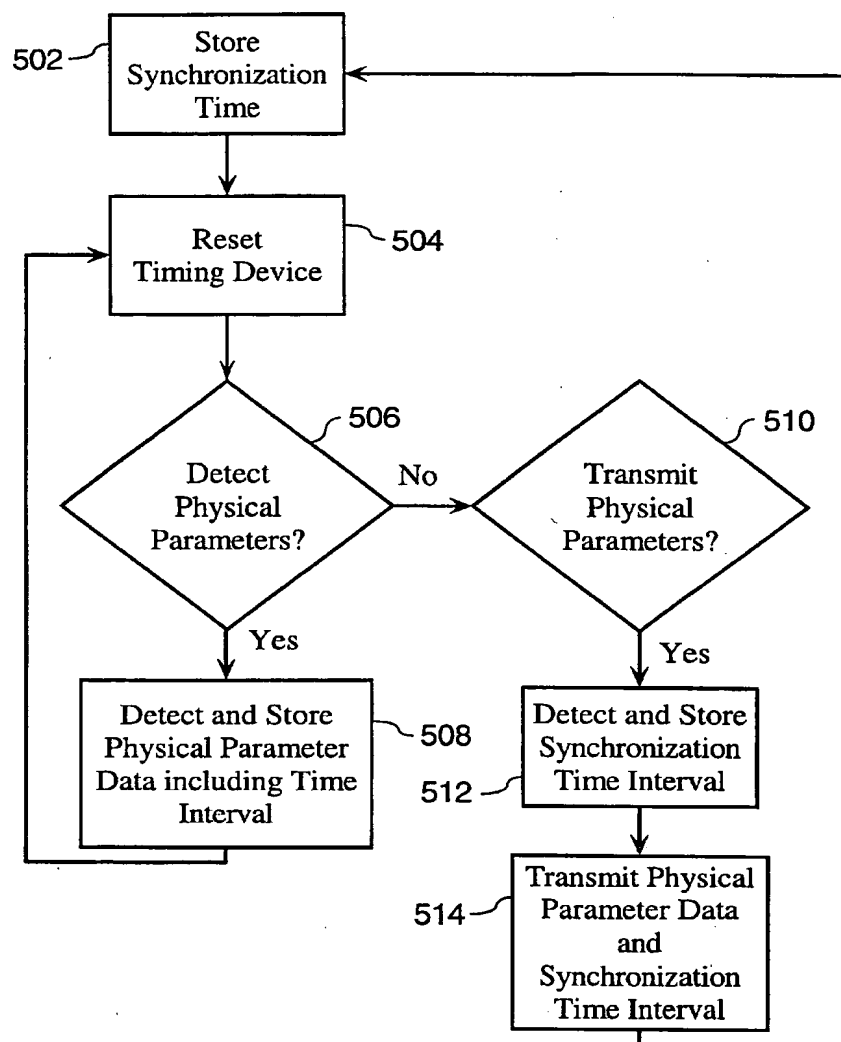 502
Store
Synchronization
Time
Reset
Timing Device
504
506
Detect
Physical
Parameters?
No
510
Transmit
Physical
Parameters?
Yes
Yes
Detect and Store
Physical Parameter
Data including Time
Interval
508
Detect and Store
Synchronization
Time Interval
512
Transmit Physical
Parameter Data
and
Synchronization
Time Interval
514